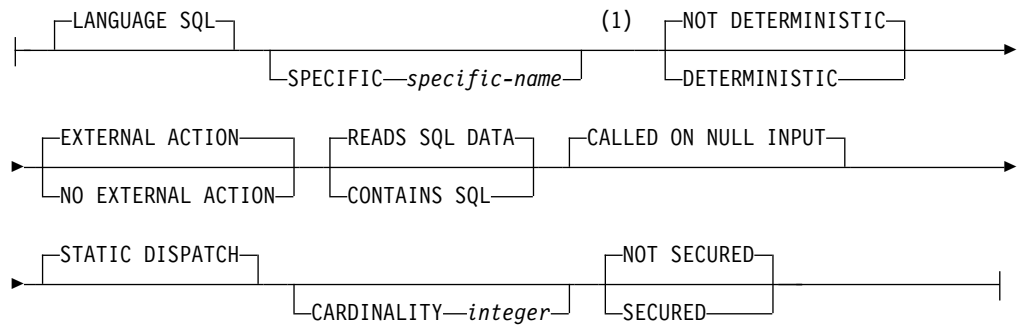 LANGUAGE SQL (1) NOT DETERMINISTIC
SPECIFIC specific-name DETERMINISTIC
EXTERNAL ACTION READS SQL DATA CALLED ON NULL INPUT
NO EXTERNAL ACTION CONTAINS SQL
STATIC DISPATCH NOT SECURED
CARDINALITY integer SECURED